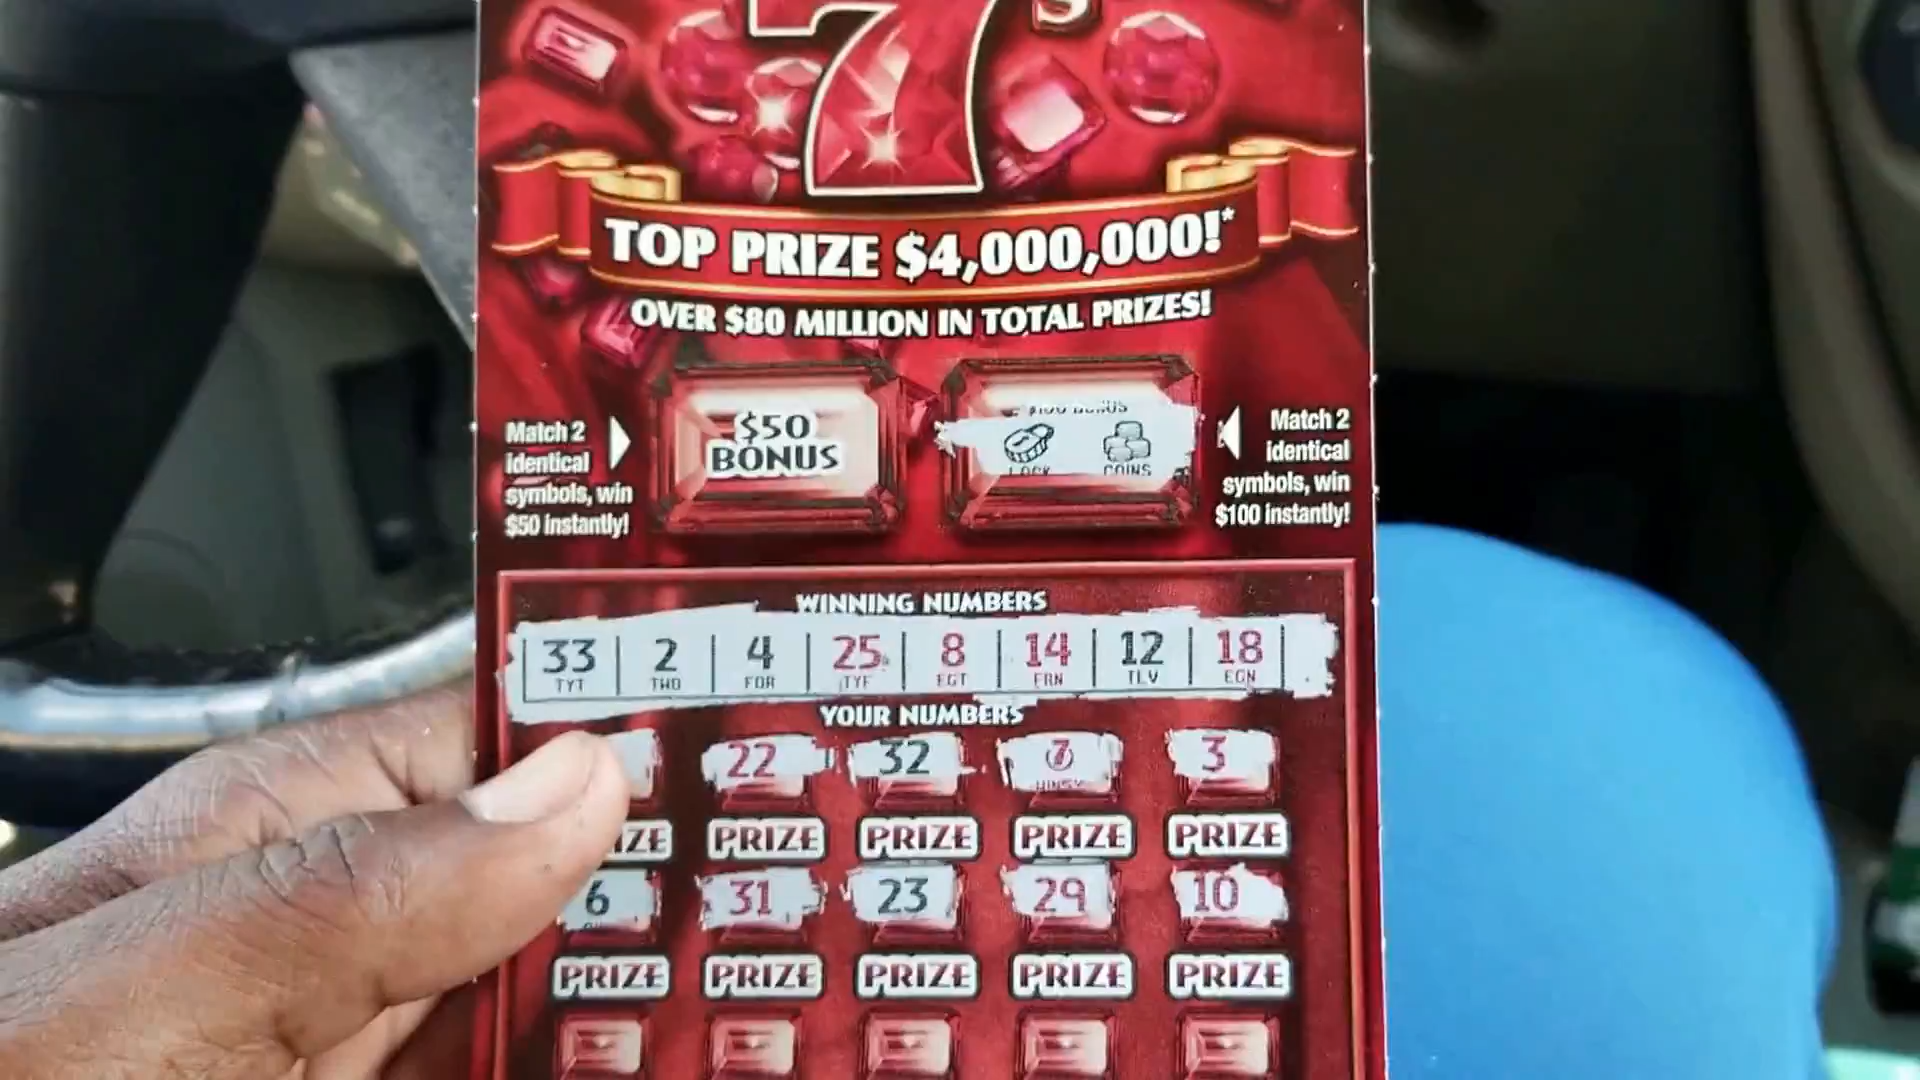 7's
TOP PRIZE $4,000,000!*
OVER $80 MILLION IN TOTAL PRIZES!
Match 2
identical
symbols, win
$50 instantly!
$50
BONUS
$100 BONUS
LOCK COINS
Match 2
identical
symbols, win
$100 instantly!
WINNING NUMBERS
33 2 4 25 8 14 12 18
TYT TWO FOR TYF EGT FRN TLV EGN
YOUR NUMBERS
22 32 7 3
PRIZE PRIZE PRIZE PRIZE
6 31 23 29 10
PRIZE PRIZE PRIZE PRIZE PRIZE